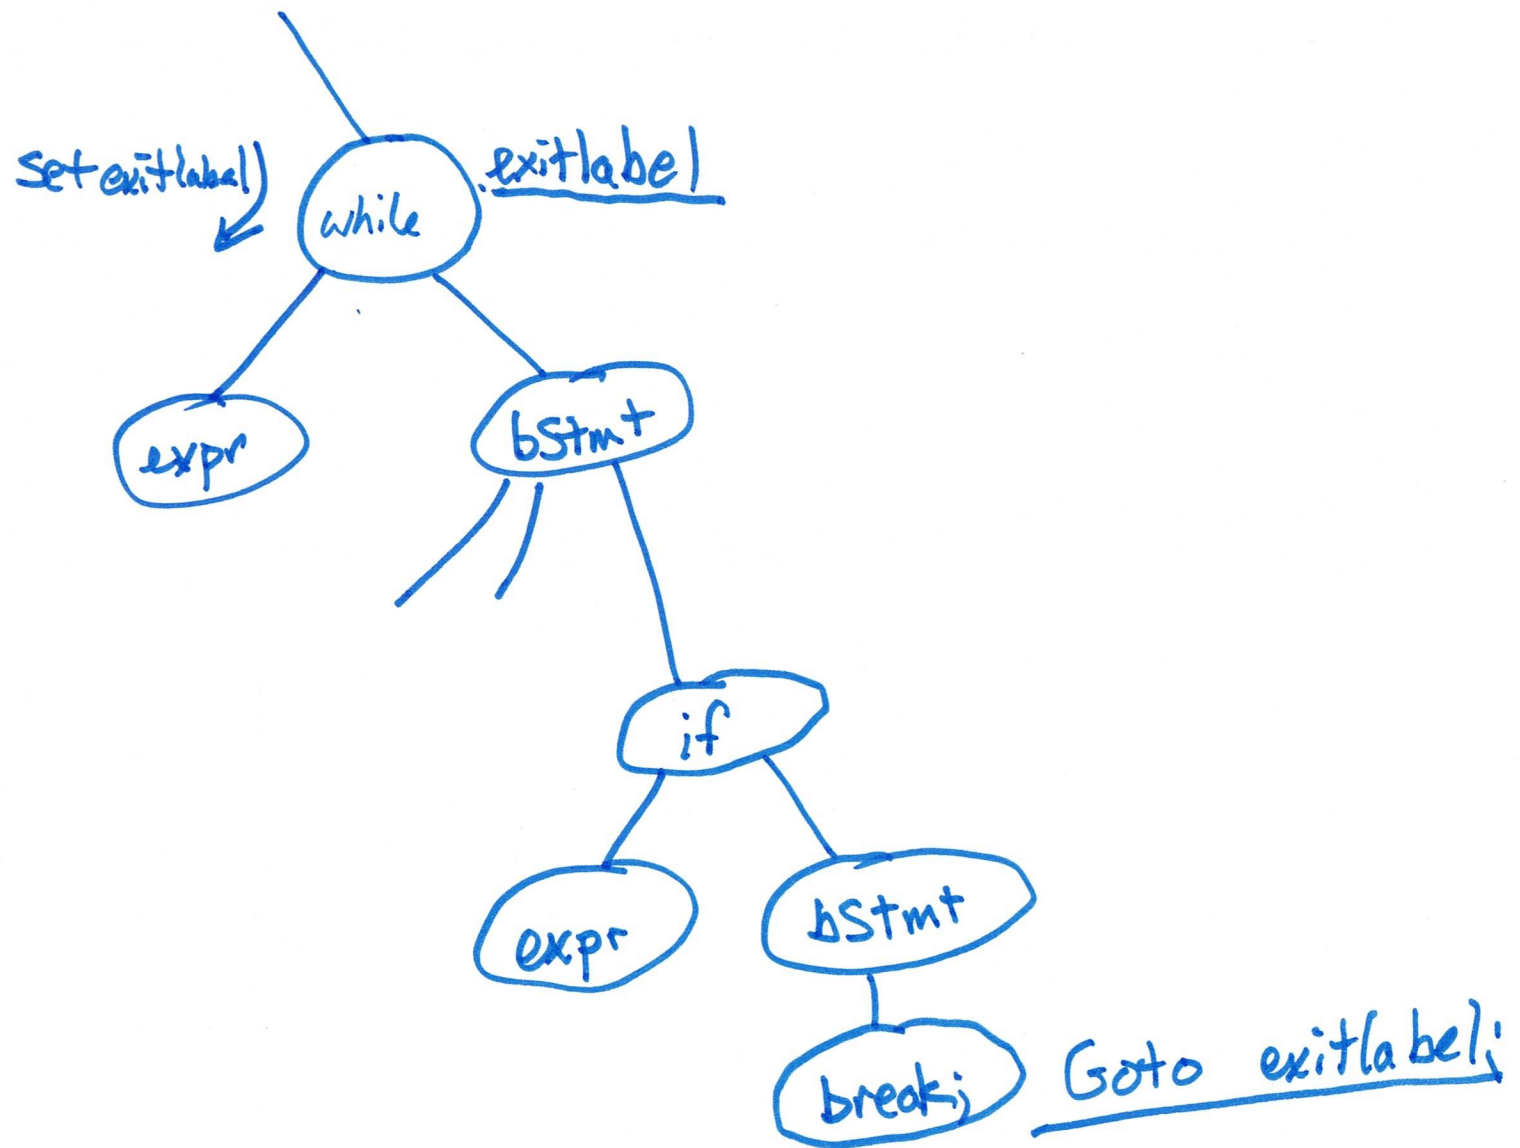 set exitlabel
.exitlabel
while
expr
bStmt
if
expr
bStmt
break;
Goto exitlabel;